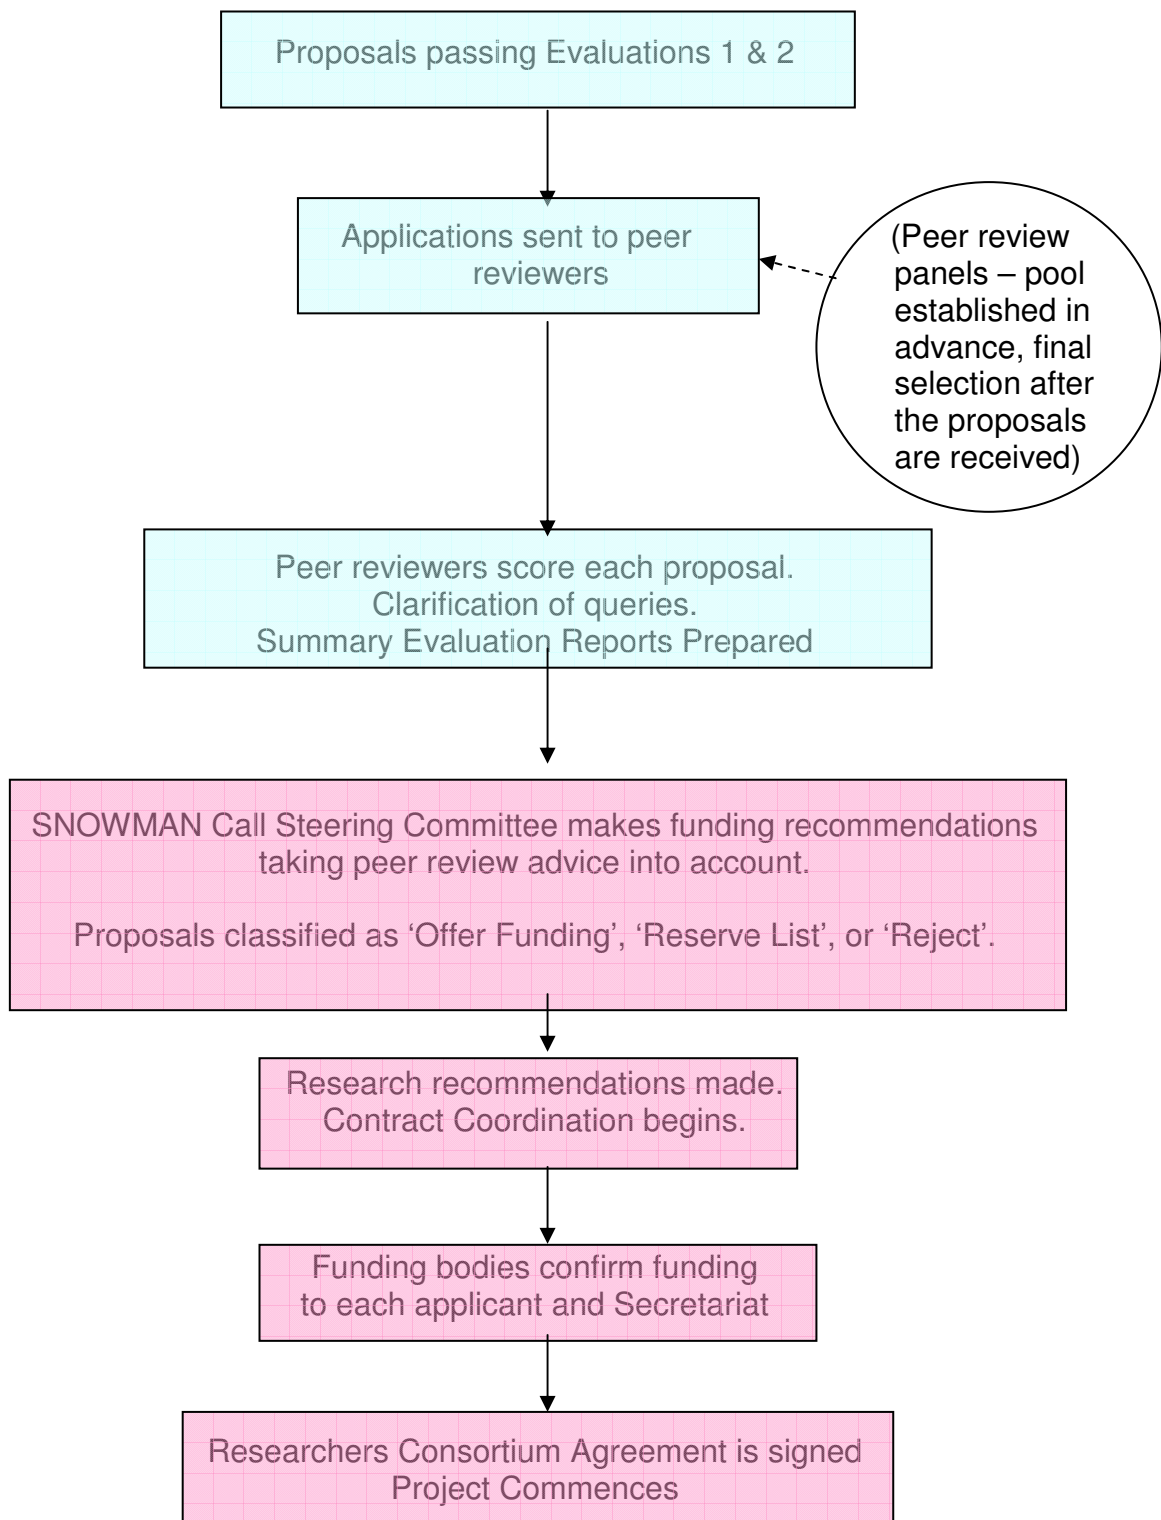 Proposals passing Evaluations 1 & 2
Applications sent to peer
reviewers
(Peer review
panels – pool
established in
advance, final
selection after
the proposals
are received)
Peer reviewers score each proposal.
Clarification of queries.
Summary Evaluation Reports Prepared
SNOWMAN Call Steering Committee makes funding recommendations
taking peer review advice into account.
Proposals classified as ‘Offer Funding’, ‘Reserve List’, or ‘Reject’.
Research recommendations made.
Contract Coordination begins.
Funding bodies confirm funding
to each applicant and Secretariat
Researchers Consortium Agreement is signed
Project Commences